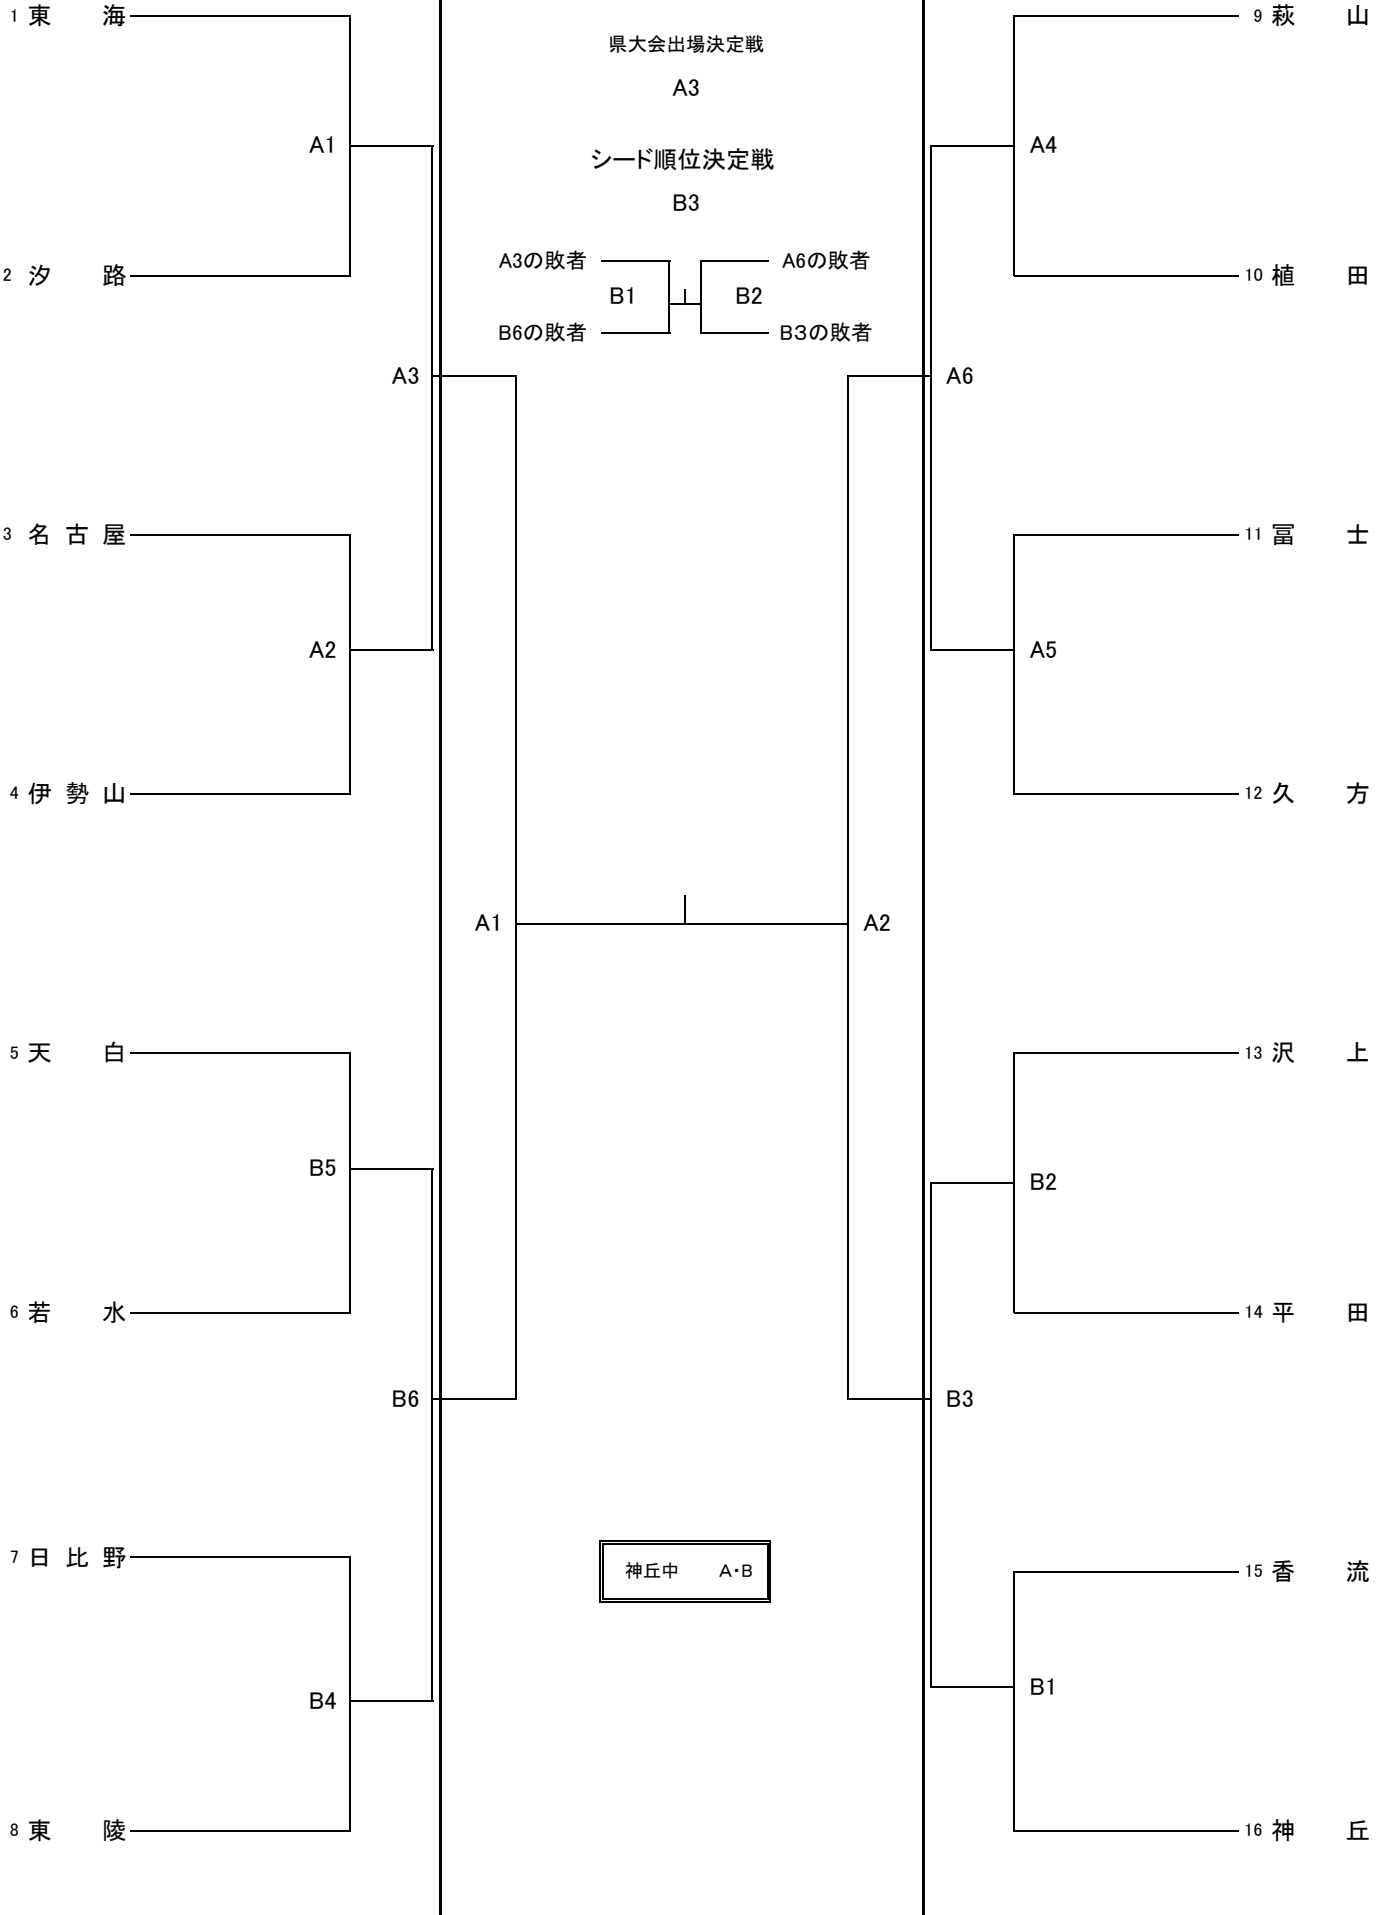 1 東 海
9 萩 山
県大会出場決定戦
A3
A1
A4
シード順位決定戦
B3
A3の敗者
A6の敗者
2 汐 路
10 植 田
B1
B2
B6の敗者
B3の敗者
A3
A6
3 名 古 屋
11 冨 士
A2
A5
4 伊 勢 山
12 久 方
A1
A2
5 天 白
13 沢 上
B5
B2
6 若 水
14 平 田
B6
B3
7 日 比 野
神丘中 A・B
15 香 流
B4
B1
8 東 陵
16 神 丘